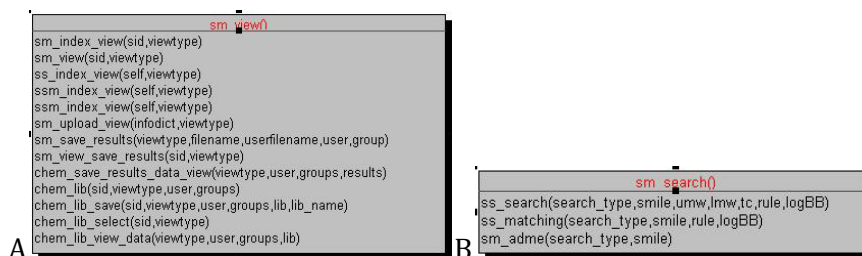 sm_view()
sm_index_view(sid,viewtype)
sm_view(sid,viewtype)
ss_index_view(self,viewtype)
ssm_index_view(self,viewtype)
ssm_index_view(self,viewtype)
sm_upload_view(infodict,viewtype)
sm_save_results(viewtype,filename,userfilename,user,group)
sm_view_save_results(sid,viewtype)
chem_save_results_data_view(viewtype,user,groups,results)
chem_lib(sid,viewtype,user,groups)
chem_lib_save(sid,viewtype,user,groups,lib,lib_name)
chem_lib_select(sid,viewtype)
chem_lib_view_data(viewtype,user,groups,lib)
A
sm_search()
ss_search(search_type,smile,umw,lmw,tc,rule,logBB)
ss_matching(search_type,smile,rule,logBB)
sm_adme(search_type,smile)
B